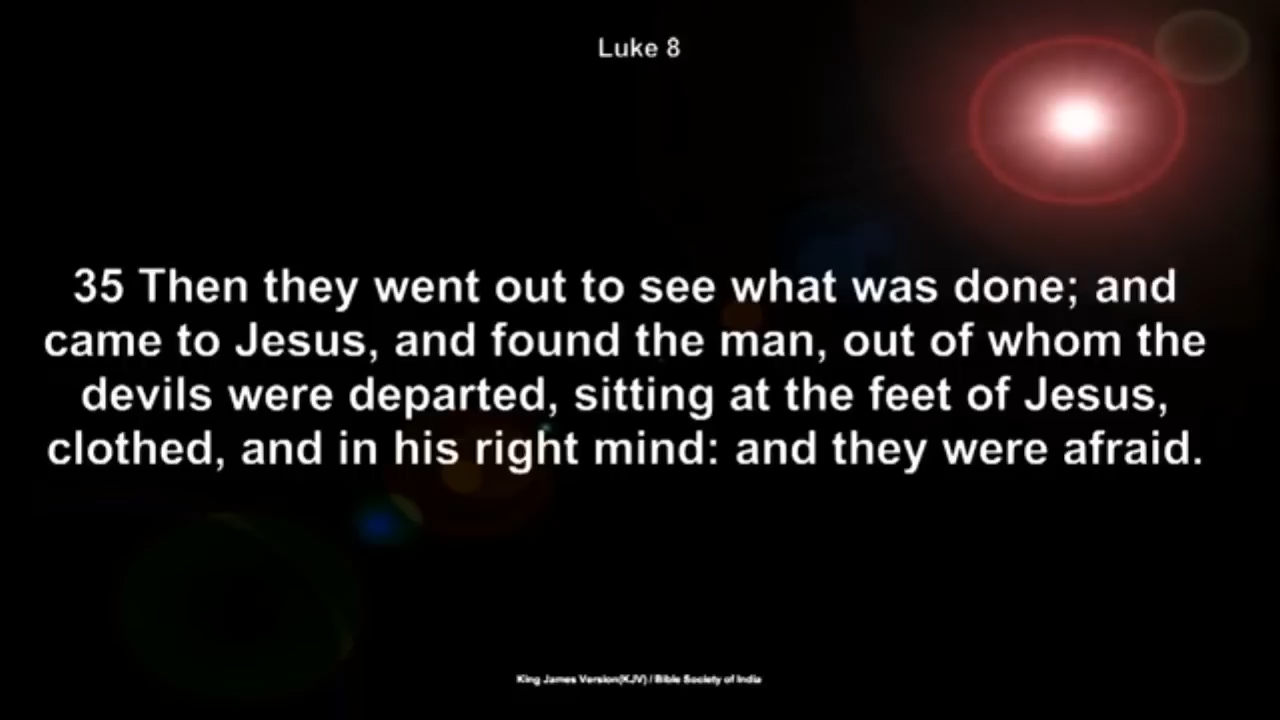 Luke 8
35 Then they went out to see what was done; and
came to Jesus, and found the man, out of whom the
devils were departed, sitting at the feet of Jesus,
clothed, and in his right mind: and they were afraid.
King James Version(KJV) / Bible Society of India